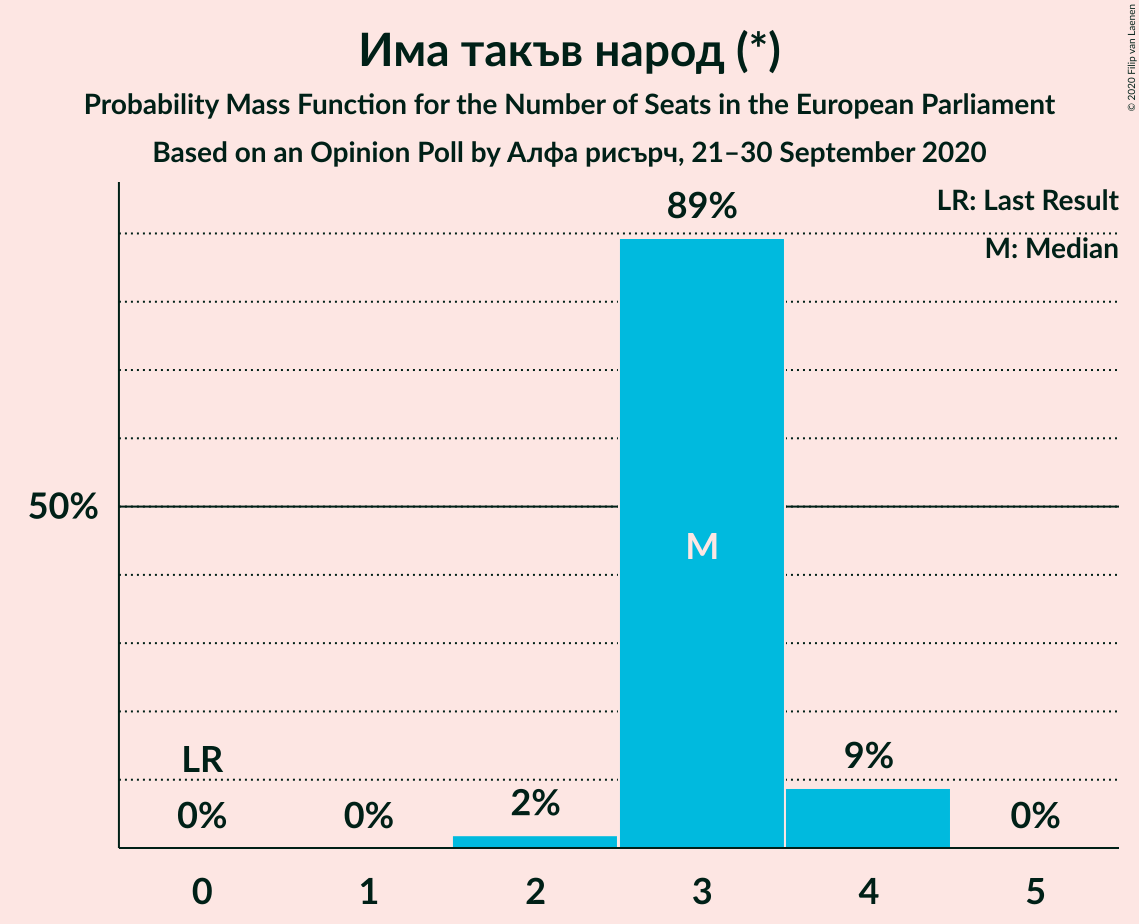 Има такъв народ (*)
Probability Mass Function for the Number of Seats in the European Parliament
Based on an Opinion Poll by Алфа рисърч, 21–30 September 2020
© 2020 Filip van Laenen
LR: Last Result
M: Median
89%
50%
M
LR
9%
2%
0%
0%
0%
0
1
2
3
4
5